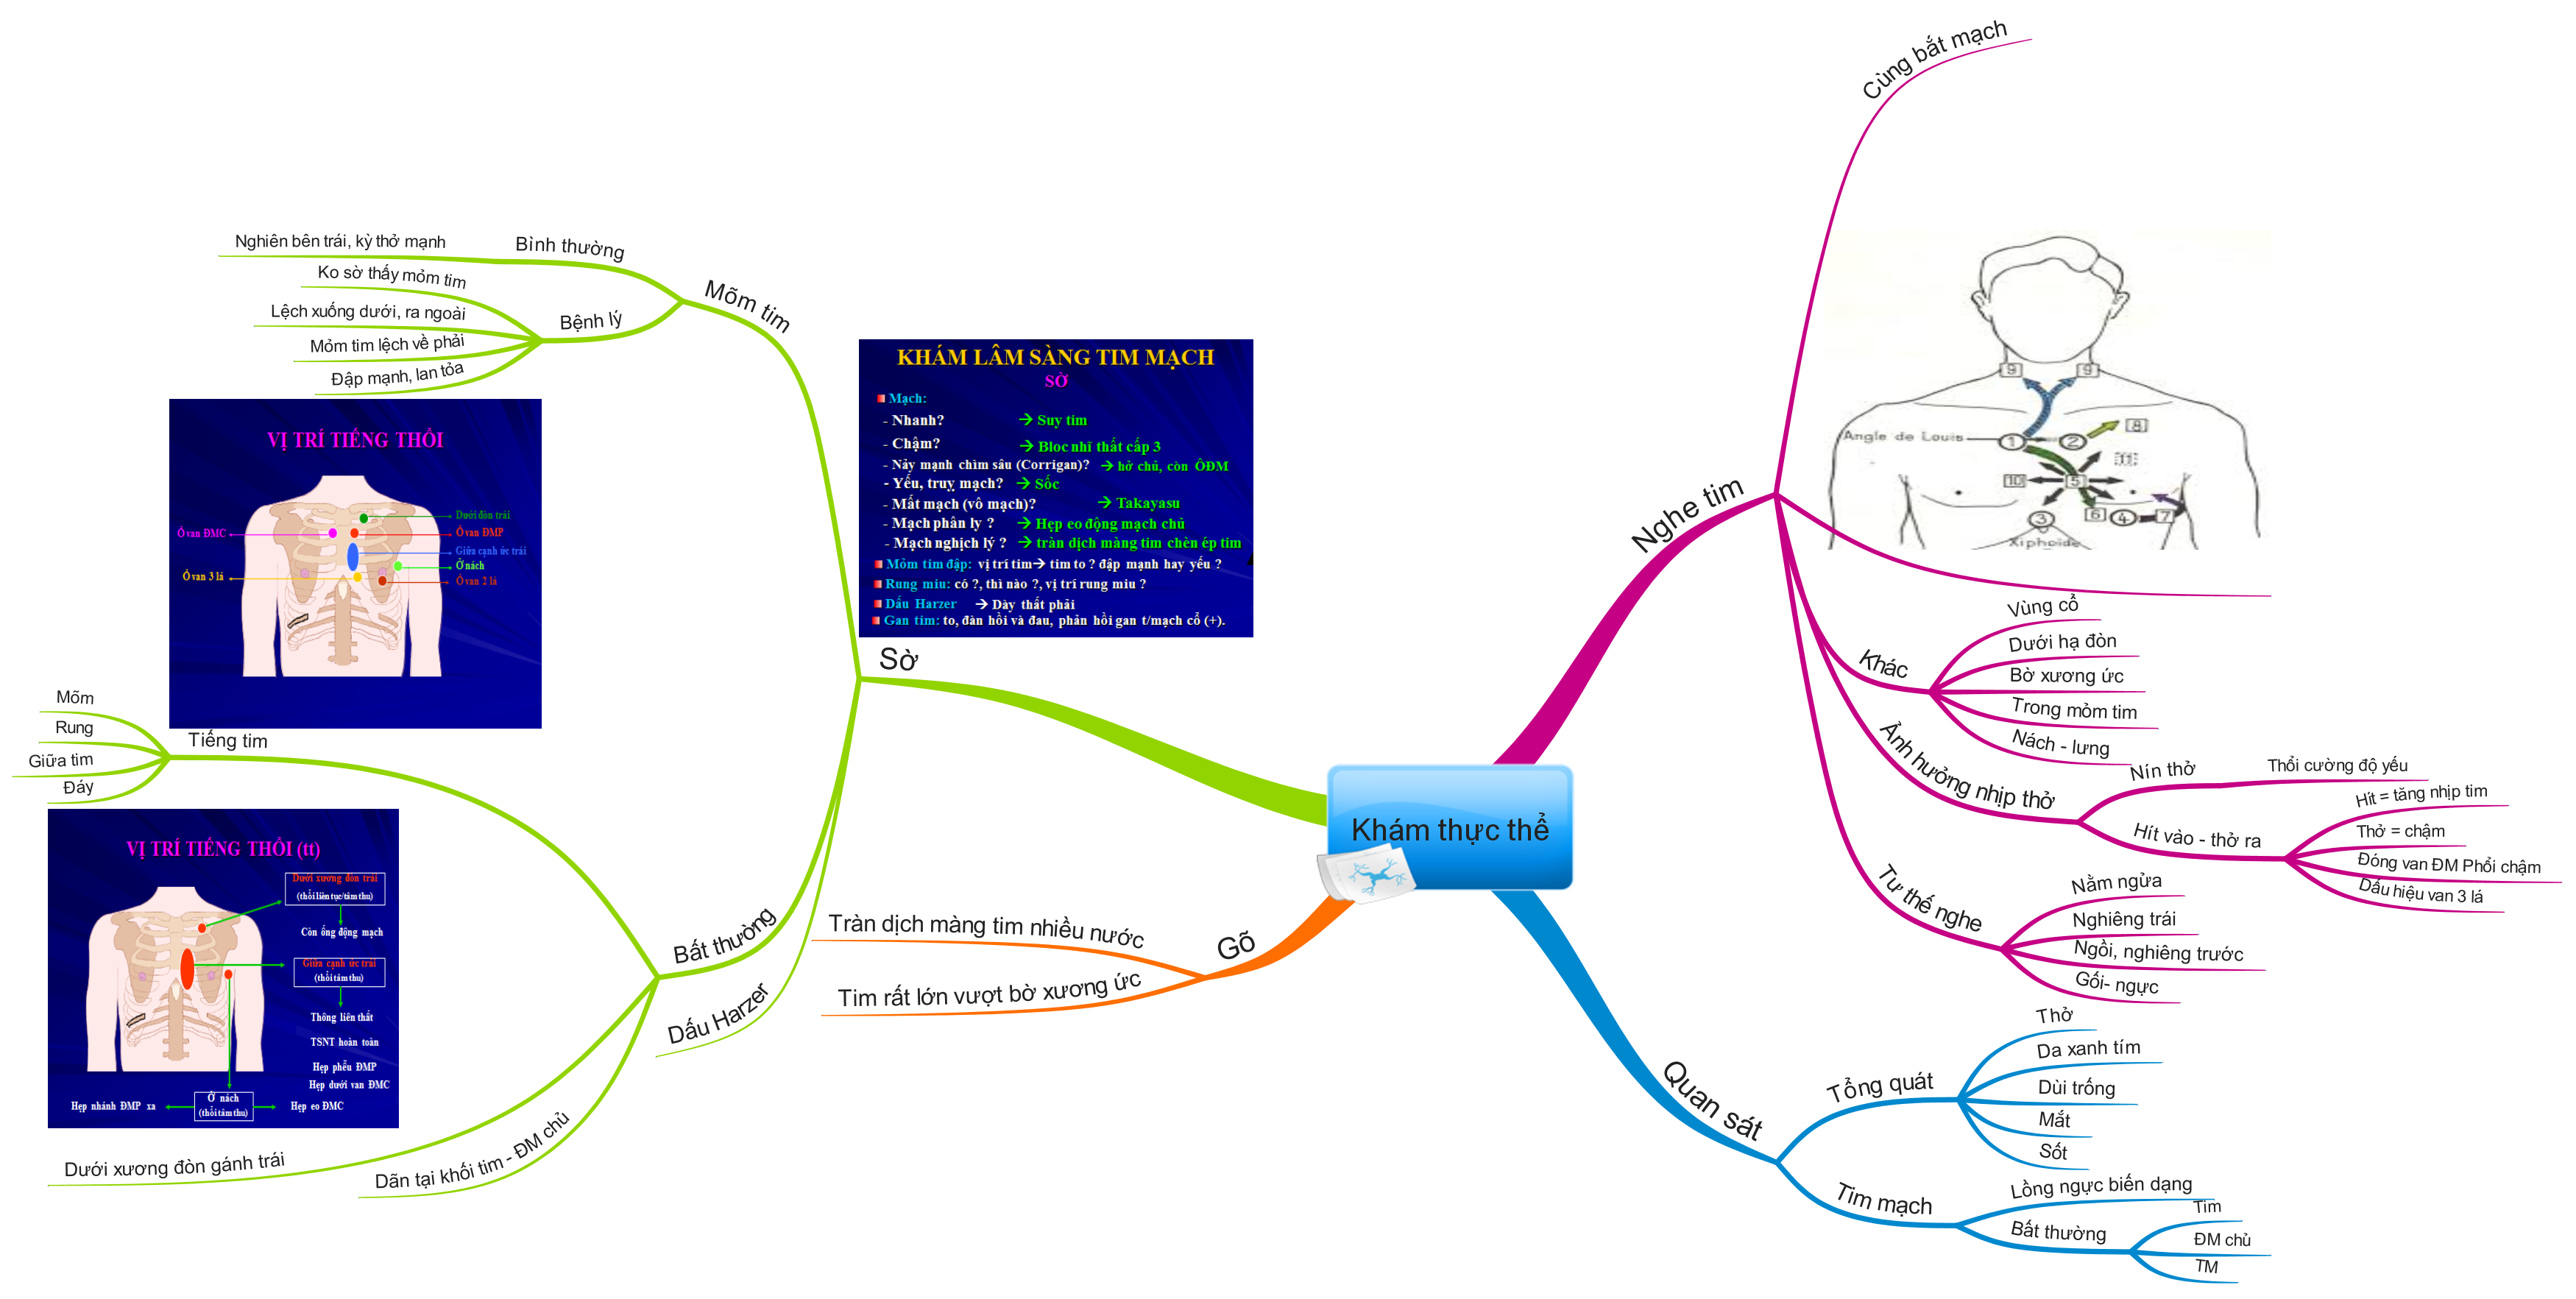 Khám thực thể
Nghe tim
Cùng bắt mạch
9
9
Angle de Louis
1
2
8
11
10
5
3
6
4
7
Xiphoide
Khác
Vùng cổ
Dưới hạ đòn
Bờ xương ức
Trong mỏm tim
Nách - lưng
Ảnh hưởng nhịp thở
Nín thở
Thổi cường độ yếu
Hít vào - thở ra
Hít = tăng nhịp tim
Thở = chậm
Đóng van ĐM Phổi chậm
Dấu hiệu van 3 lá
Tư thế nghe
Nằm ngửa
Nghiêng trái
Ngồi, nghiêng trước
Gối- ngực
Quan sát
Tổng quát
Thở
Da xanh tím
Dùi trống
Mắt
Sốt
Tim mạch
Lồng ngực biến dạng
Bất thường
Tim
ĐM chủ
TM
Gõ
Tràn dịch màng tim nhiều nước
Tim rất lớn vượt bờ xương ức
Sờ
KHÁM LÂM SÀNG TIM MẠCH
SỜ
Mạch:
- Nhanh? → Suy tim
- Chậm? → Bloc nhĩ thất cấp 3
- Nảy mạnh chìm sâu (Corrigan)? → hở chủ, còn ÔĐM
- Yếu, truỵ mạch? → Sốc
- Mất mạch (vô mạch)? → Takayasu
- Mạch phân ly ? → Hẹp eo động mạch chủ
- Mạch nghịch lý ? → tràn dịch màng tim chèn ép tim
Mỏm tim đập: vị trí tim→ tim to ? đập mạnh hay yếu ?
Rung miu: có ?, thì nào ?, vị trí rung miu ?
Dấu Harzer → Dày thất phải
Gan tim: to, đàn hồi và đau, phản hồi gan t/mạch cổ (+).
Mõm tim
Bình thường
Nghiên bên trái, kỳ thở mạnh
Bệnh lý
Ko sờ thấy mỏm tim
Lệch xuống dưới, ra ngoài
Mỏm tim lệch về phải
Đập mạnh, lan tỏa
Bất thường
Tiếng tim
VỊ TRÍ TIẾNG THỔI
Dưới đòn trái
Ổ van ĐMC
Ổ van ĐMP
Giữa cạnh ức trái
Ở nách
Ổ van 3 lá
Ổ van 2 lá
Mõm
Rung
Giữa tim
Đáy
Dưới xương đòn gánh trái
VỊ TRÍ TIẾNG THỔI (tt)
Dưới xương đòn trái
(thổi liên tục/tâm thu)
Còn ống động mạch
Giữa cạnh ức trái
(thổi tâm thu)
Thông liên thất
TSNT hoàn toàn
Hẹp phễu ĐMP
Hẹp dưới van ĐMC
Hẹp nhánh ĐMP xa
Ở nách
(thổi tâm thu)
Hẹp eo ĐMC
Dãn tại khối tim - ĐM chủ
Dấu Harzer